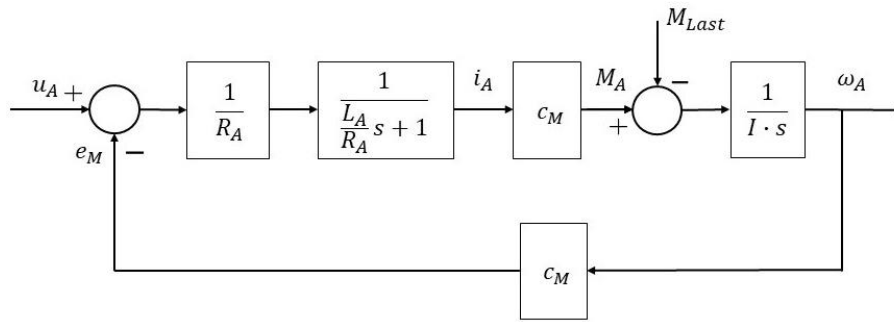 M_Last
u_A + 1/R_A 1/(L_A/R_A s + 1) i_A c_M M_A + − 1/(I · s) ω_A
e_M −
c_M